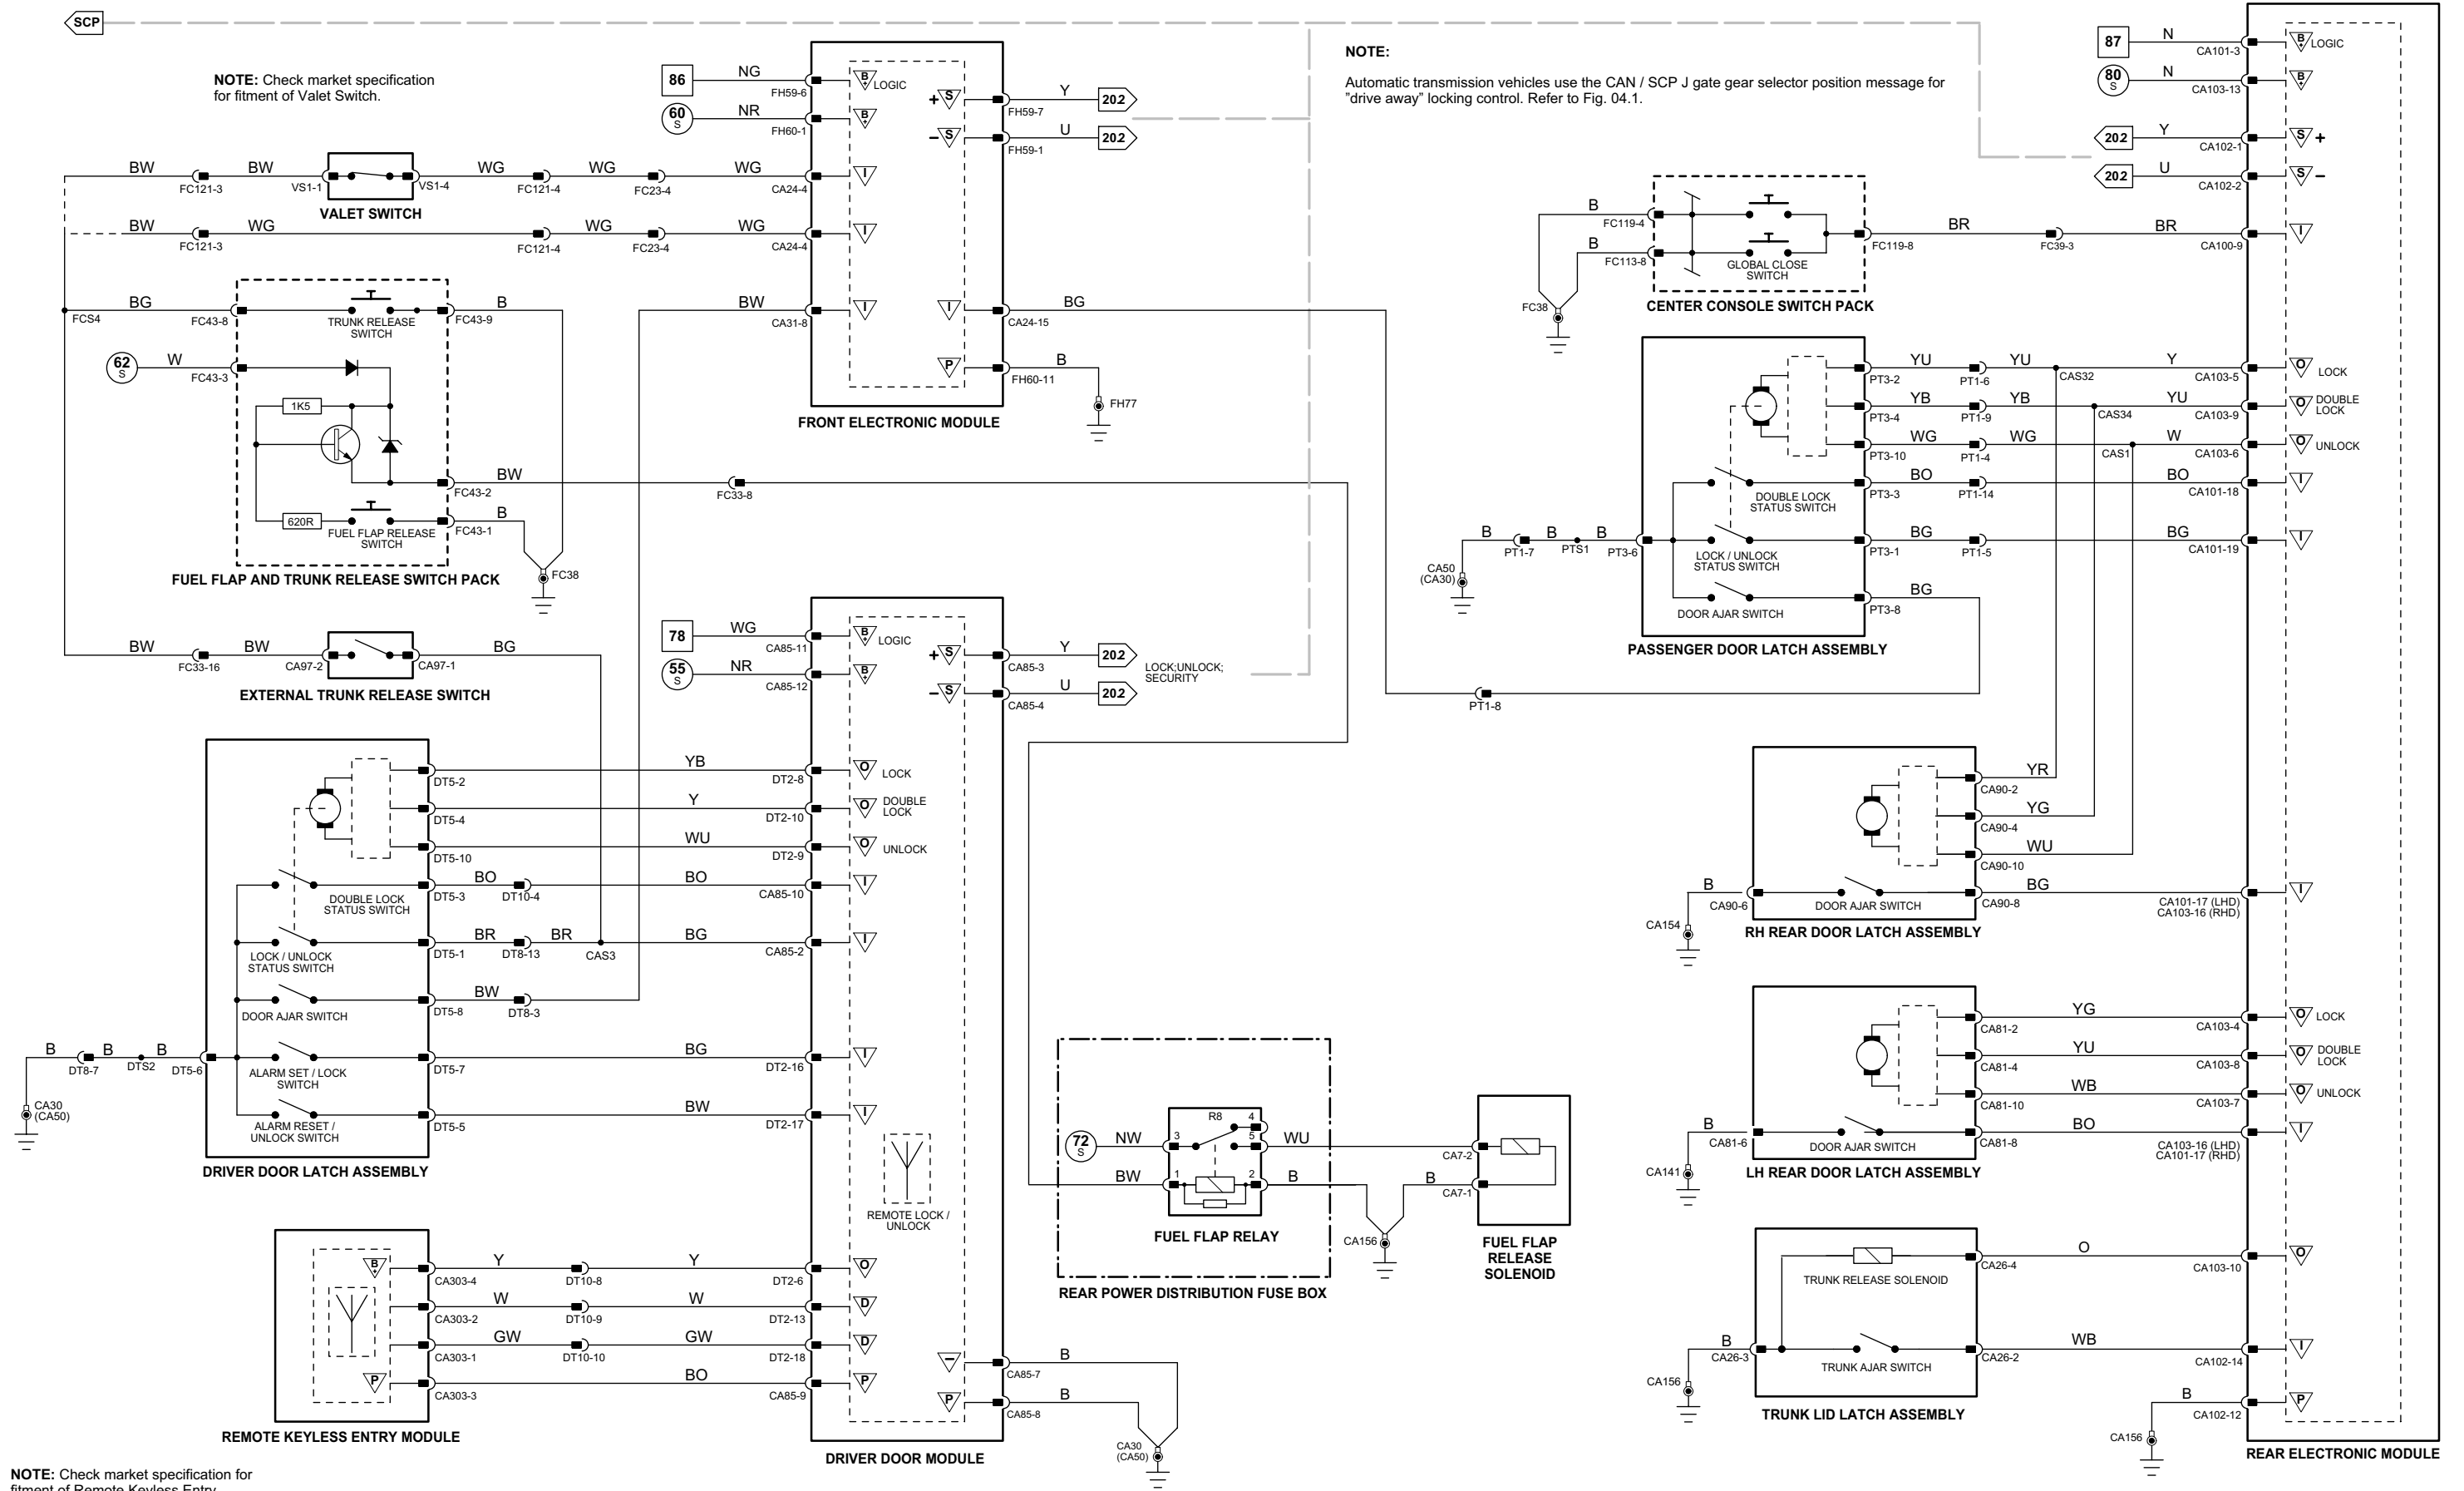 SCP
NOTE: Check market specification
for fitment of Valet Switch.
NOTE:
Automatic transmission vehicles use the CAN / SCP J gate gear selector position message for
"drive away" locking control. Refer to Fig. 04.1.
BW
FC121-3
BW
VS1-1
VS1-4
WG
FC121-4
WG
FC23-4
WG
CA24-4
VALET SWITCH
BW
FC121-3
WG
FC121-4
WG
FC23-4
WG
CA24-4
86
NG
FH59-6
B+
LOGIC
60
S
NR
FH60-1
B+
I
I
+
S
FH59-7
Y
20.2
–
S
FH59-1
U
20.2
BW
CA31-8
I
I
CA24-15
BG
P
FH60-11
B
FH77
FRONT ELECTRONIC MODULE
FCS4
BG
FC43-8
TRUNK RELEASE
SWITCH
FC43-9
B
62
S
W
FC43-3
1K5
FC43-2
BW
FC33-8
620R
FUEL FLAP RELEASE
SWITCH
FC43-1
B
FC38
FUEL FLAP AND TRUNK RELEASE SWITCH PACK
BW
FC33-16
BW
CA97-2
CA97-1
BG
EXTERNAL TRUNK RELEASE SWITCH
DT5-2
YB
DT2-8
O
LOCK
DT5-4
Y
DT2-10
O
DOUBLE
LOCK
DT5-10
WU
DT2-9
O
UNLOCK
DOUBLE LOCK
STATUS SWITCH
DT5-3
BO
DT10-4
BO
CA85-10
I
LOCK / UNLOCK
STATUS SWITCH
DT5-1
BR
DT8-13
BR
CAS3
BG
CA85-2
I
DOOR AJAR SWITCH
DT5-8
BW
DT8-3
B
DT8-7
B
DTS2
B
DT5-6
ALARM SET / LOCK
SWITCH
DT5-7
BG
DT2-16
I
CA30
(CA50)
ALARM RESET /
UNLOCK SWITCH
DT5-5
BW
DT2-17
I
DRIVER DOOR LATCH ASSEMBLY
78
WG
CA85-11
B+
LOGIC
55
S
NR
CA85-12
B+
+
S
CA85-3
Y
20.2
–
S
CA85-4
U
20.2
LOCK;UNLOCK;
SECURITY
REMOTE LOCK /
UNLOCK
B+
CA303-4
Y
DT10-8
Y
DT2-6
O
CA303-2
W
DT10-9
W
DT2-13
D
CA303-1
GW
DT10-10
GW
DT2-18
D
P
CA303-3
BO
CA85-9
P
REMOTE KEYLESS ENTRY MODULE
–
CA85-7
B
P
CA85-8
B
CA30
(CA50)
DRIVER DOOR MODULE
NOTE: Check market specification for
72
S
NW
3
R8
4
5
WU
CA7-2
BW
1
2
B
B
CA7-1
CA156
FUEL FLAP RELAY
REAR POWER DISTRIBUTION FUSE BOX
FUEL FLAP
RELEASE
SOLENOID
B
FC119-4
B
FC113-8
FC38
GLOBAL CLOSE
SWITCH
FC119-8
BR
FC39-3
BR
CA100-9
I
CENTER CONSOLE SWITCH PACK
87
N
CA101-3
B+
LOGIC
80
S
N
CA103-13
B+
20.2
Y
CA102-1
S
+
20.2
U
CA102-2
S
–
PT3-2
YU
PT1-6
YU
CAS32
Y
CA103-5
O
LOCK
PT3-4
YB
PT1-9
YB
CAS34
YU
CA103-9
O
DOUBLE
LOCK
PT3-10
WG
PT1-4
WG
CAS1
W
CA103-6
O
UNLOCK
DOUBLE LOCK
STATUS SWITCH
PT3-3
BO
PT1-14
BO
CA101-18
I
B
PT1-7
B
PTS1
B
PT3-6
CA50
(CA30)
LOCK / UNLOCK
STATUS SWITCH
PT3-1
BG
PT1-5
BG
CA101-19
I
DOOR AJAR SWITCH
PT3-8
BG
PT1-8
PASSENGER DOOR LATCH ASSEMBLY
CA90-2
YR
CA90-4
YG
CA90-10
WU
B
CA90-6
CA154
DOOR AJAR SWITCH
CA90-8
BG
CA101-17 (LHD)
CA103-16 (RHD)
I
RH REAR DOOR LATCH ASSEMBLY
CA81-2
YG
CA103-4
O
LOCK
CA81-4
YU
CA103-8
O
DOUBLE
LOCK
CA81-10
WB
CA103-7
O
UNLOCK
B
CA81-6
CA141
DOOR AJAR SWITCH
CA81-8
BO
CA103-16 (LHD)
CA101-17 (RHD)
I
LH REAR DOOR LATCH ASSEMBLY
TRUNK RELEASE SOLENOID
CA26-4
O
CA103-10
O
B
CA26-3
CA156
TRUNK AJAR SWITCH
CA26-2
WB
CA102-14
I
TRUNK LID LATCH ASSEMBLY
B
CA102-12
P
CA156
REAR ELECTRONIC MODULE